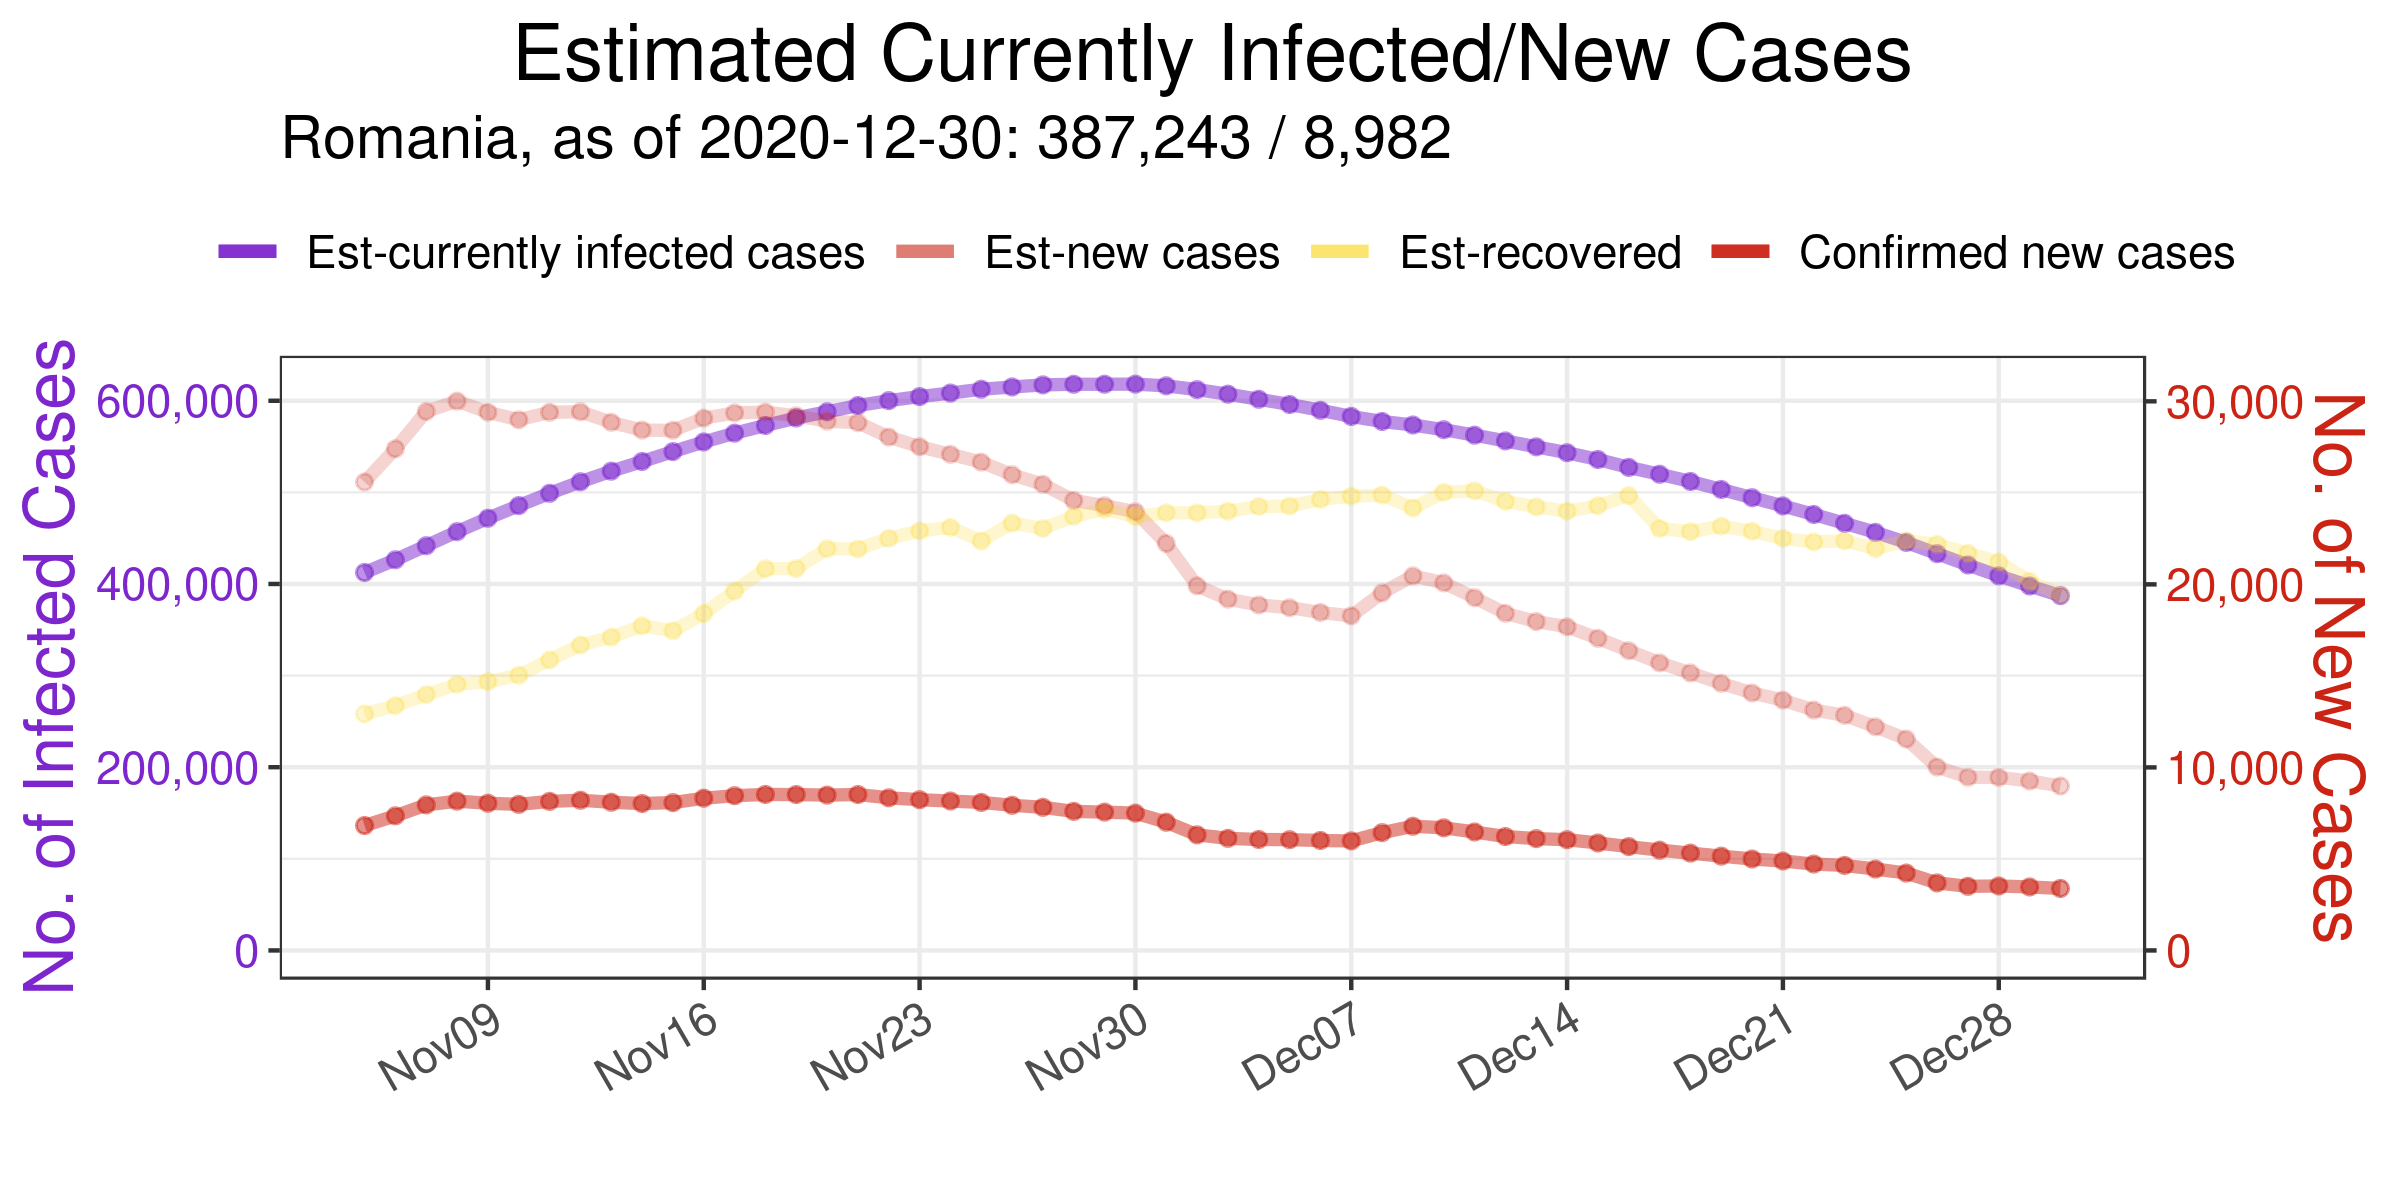 Estimated Currently Infected/New Cases
Romania, as of 2020-12-30: 387,243 / 8,982
Est-currently infected cases Est-new cases Est-recovered Confirmed new cases
No. of Infected Cases
600,000
400,000
200,000
0
30,000
20,000
10,000
0
No. of New Cases
Nov09 Nov16 Nov23 Nov30 Dec07 Dec14 Dec21 Dec28